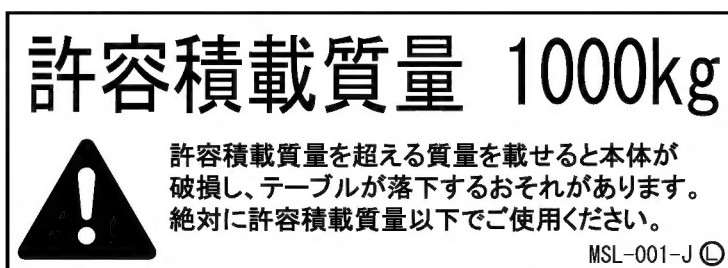 許容積載質量 1000kg
許容積載質量を超える質量を載せると本体が
破損し、テーブルが落下するおそれがあります。
絶対に許容積載質量以下でご使用ください。
MSL-001-J Ⓛ